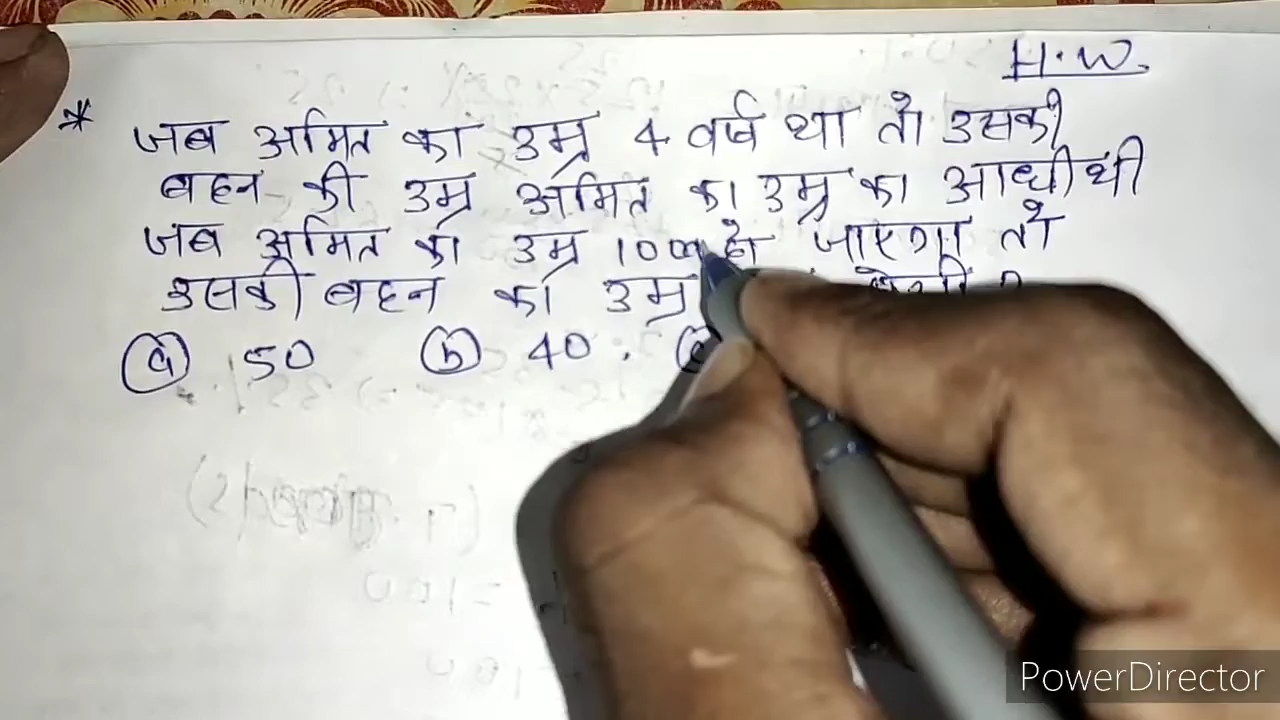 H.W.
* जब अमित का उम्र 4 वर्ष था तो उसकी
बहन की उम्र अमित का उम्र का आधी थी
जब अमित का उम्र 100 हो जाएगा तो
उसकी बहन का उम्र
(a) 50 (b) 40 . (c)
PowerDirector